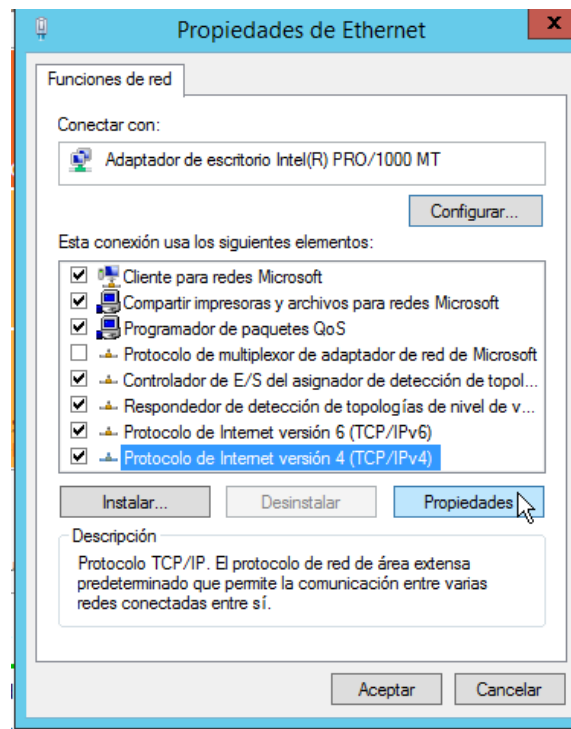 Propiedades de Ethernet
x
Funciones de red
Conectar con:
Adaptador de escritorio Intel(R) PRO/1000 MT
Configurar...
Esta conexión usa los siguientes elementos:
Cliente para redes Microsoft
Compartir impresoras y archivos para redes Microsoft
Programador de paquetes QoS
Protocolo de multiplexor de adaptador de red de Microsoft
Controlador de E/S del asignador de detección de topol...
Respondedor de detección de topologías de nivel de v...
Protocolo de Internet versión 6 (TCP/IPv6)
Protocolo de Internet versión 4 (TCP/IPv4)
Instalar... Desinstalar Propiedades
Descripción
Protocolo TCP/IP. El protocolo de red de área extensa
predeterminado que permite la comunicación entre varias
redes conectadas entre sí.
Aceptar Cancelar